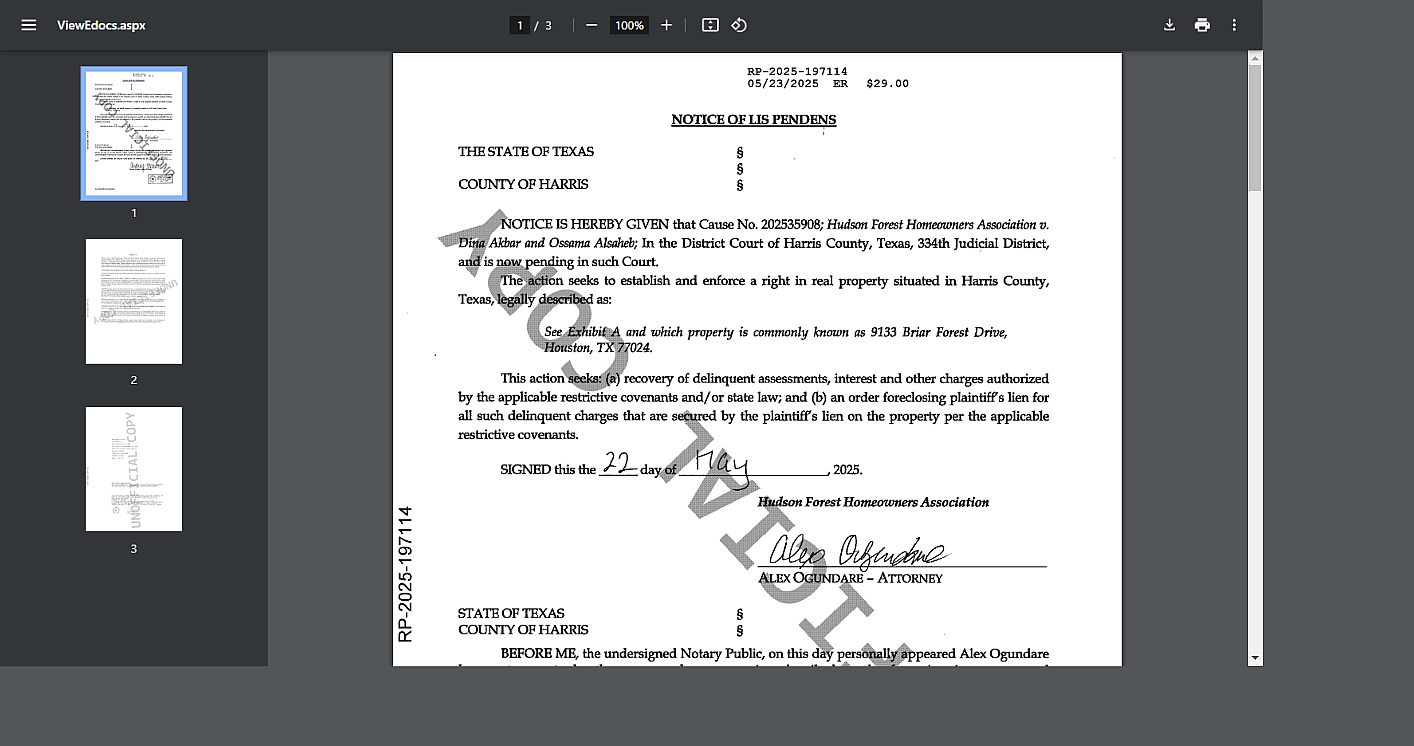 ViewEdocs.aspx
1 / 3
100%
1
2
3
RP-2025-197114
05/23/2025 ER $29.00
NOTICE OF LIS PENDENS
THE STATE OF TEXAS §
§
COUNTY OF HARRIS §
NOTICE IS HEREBY GIVEN that Cause No. 202535908; Hudson Forest Homeowners Association v.
Dina Akbar and Ossama Alsaheb; In the District Court of Harris County, Texas, 334th Judicial District,
and is now pending in such Court.
The action seeks to establish and enforce a right in real property situated in Harris County,
Texas, legally described as:
See Exhibit A and which property is commonly known as 9133 Briar Forest Drive,
Houston, TX 77024.
This action seeks: (a) recovery of delinquent assessments, interest and other charges authorized
by the applicable restrictive covenants and/or state law; and (b) an order foreclosing plaintiff's lien for
all such delinquent charges that are secured by the plaintiff's lien on the property per the applicable
restrictive covenants.
SIGNED this the 22 day of May, 2025.
Hudson Forest Homeowners Association
Alex Ogundare
ALEX OGUNDARE – ATTORNEY
STATE OF TEXAS §
COUNTY OF HARRIS §
BEFORE ME, the undersigned Notary Public, on this day personally appeared Alex Ogundare
RP-2025-197114
COPY
UNOFFICIAL COPY